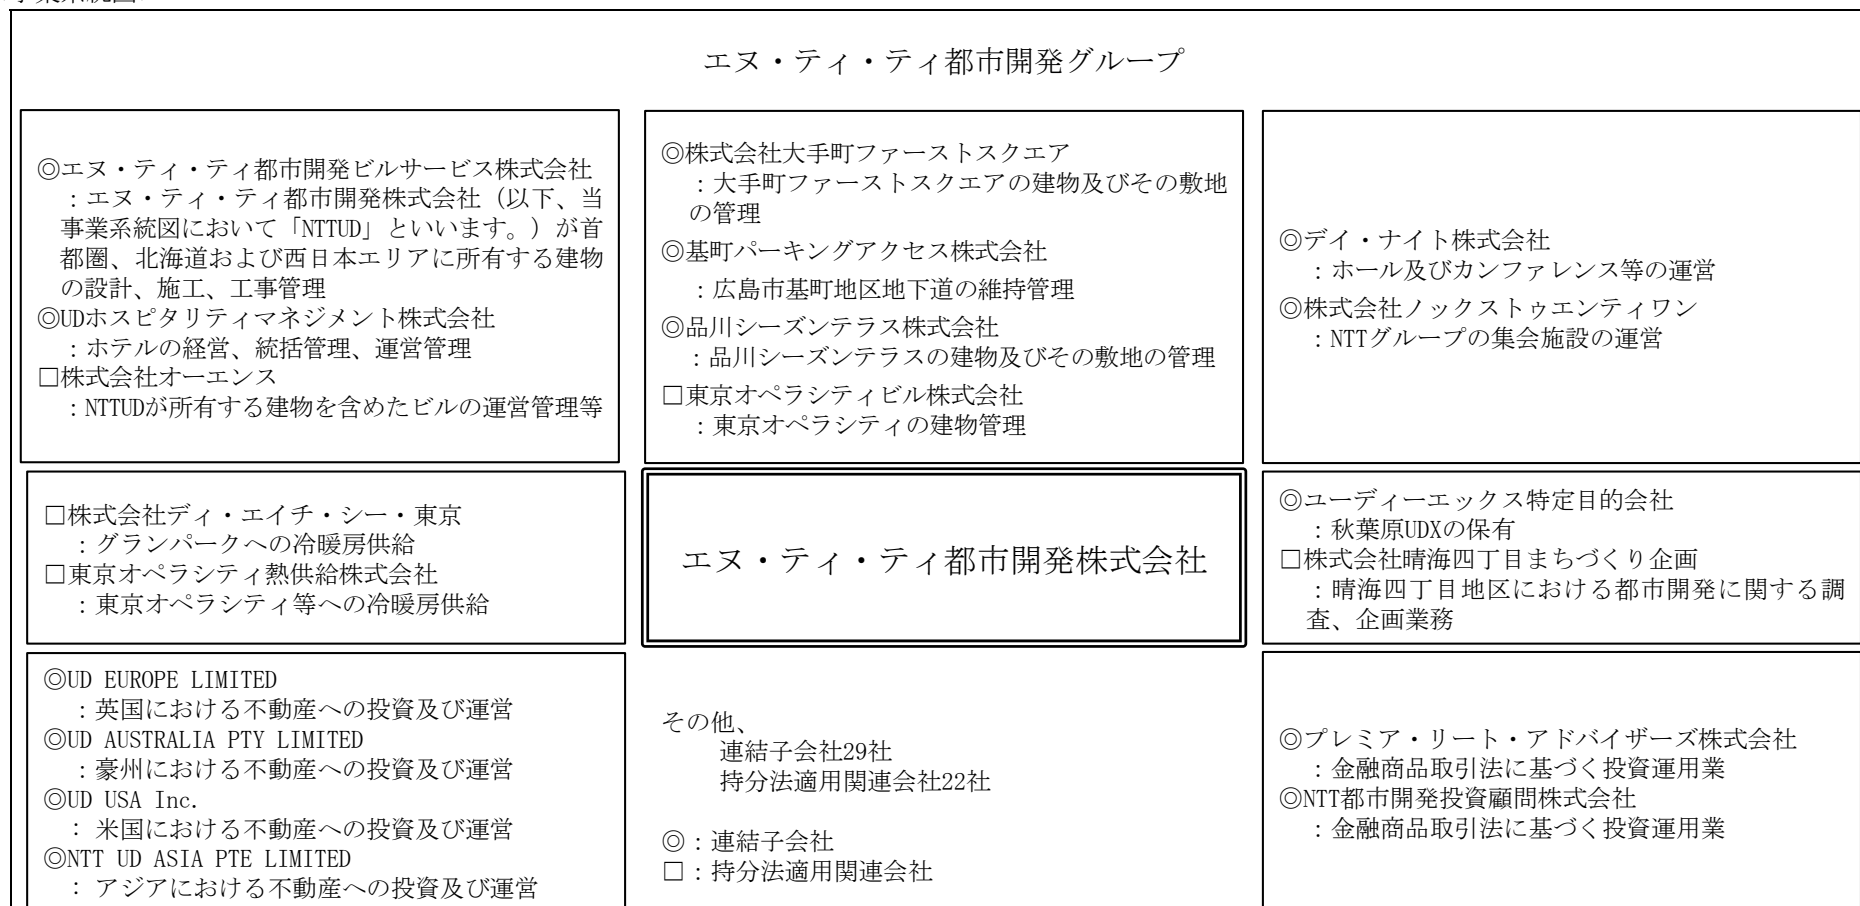 事業系統図
エヌ・ティ・ティ都市開発グループ
◎エヌ・ティ・ティ都市開発ビルサービス株式会社
：エヌ・ティ・ティ都市開発株式会社（以下、当
事業系統図において「NTTUD」といいます。）が首
都圏、北海道および西日本エリアに所有する建物
の設計、施工、工事管理
◎UDホスピタリティマネジメント株式会社
：ホテルの経営、統括管理、運営管理
□株式会社オーエンス
：NTTUDが所有する建物を含めたビルの運営管理等
◎株式会社大手町ファーストスクエア
：大手町ファーストスクエアの建物及びその敷地
の管理
◎基町パーキングアクセス株式会社
：広島市基町地区地下道の維持管理
◎品川シーズンテラス株式会社
：品川シーズンテラスの建物及びその敷地の管理
□東京オペラシティビル株式会社
：東京オペラシティの建物管理
◎デイ・ナイト株式会社
：ホール及びカンファレンス等の運営
◎株式会社ノックストゥエンティワン
：NTTグループの集会施設の運営
□株式会社ディ・エイチ・シー・東京
：グランパークへの冷暖房供給
□東京オペラシティ熱供給株式会社
：東京オペラシティ等への冷暖房供給
エヌ・ティ・ティ都市開発株式会社
◎ユーディーエックス特定目的会社
：秋葉原UDXの保有
□株式会社晴海四丁目まちづくり企画
：晴海四丁目地区における都市開発に関する調
査、企画業務
◎UD EUROPE LIMITED
：英国における不動産への投資及び運営
◎UD AUSTRALIA PTY LIMITED
：豪州における不動産への投資及び運営
◎UD USA Inc.
：米国における不動産への投資及び運営
◎NTT UD ASIA PTE LIMITED
：アジアにおける不動産への投資及び運営
その他、
連結子会社29社
持分法適用関連会社22社
◎：連結子会社
□：持分法適用関連会社
◎プレミア・リート・アドバイザーズ株式会社
：金融商品取引法に基づく投資運用業
◎NTT都市開発投資顧問株式会社
：金融商品取引法に基づく投資運用業